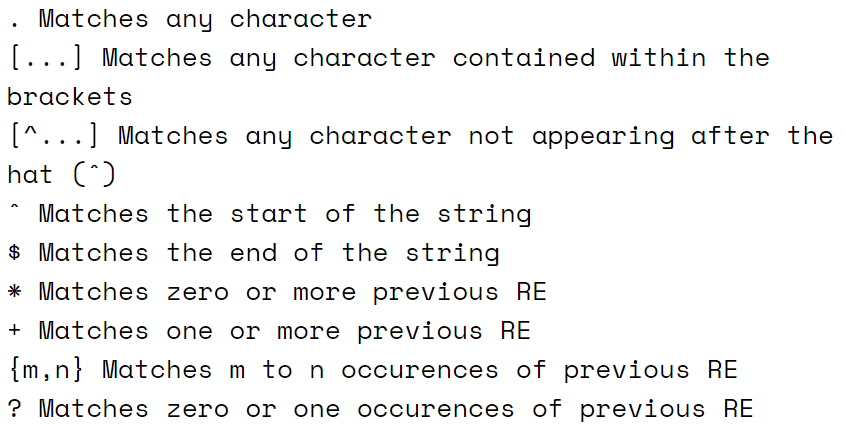 . Matches any character
[...] Matches any character contained within the
brackets
[^...] Matches any character not appearing after the
hat (ˆ)
ˆ Matches the start of the string
$ Matches the end of the string
* Matches zero or more previous RE
+ Matches one or more previous RE
{m,n} Matches m to n occurences of previous RE
? Matches zero or one occurences of previous RE